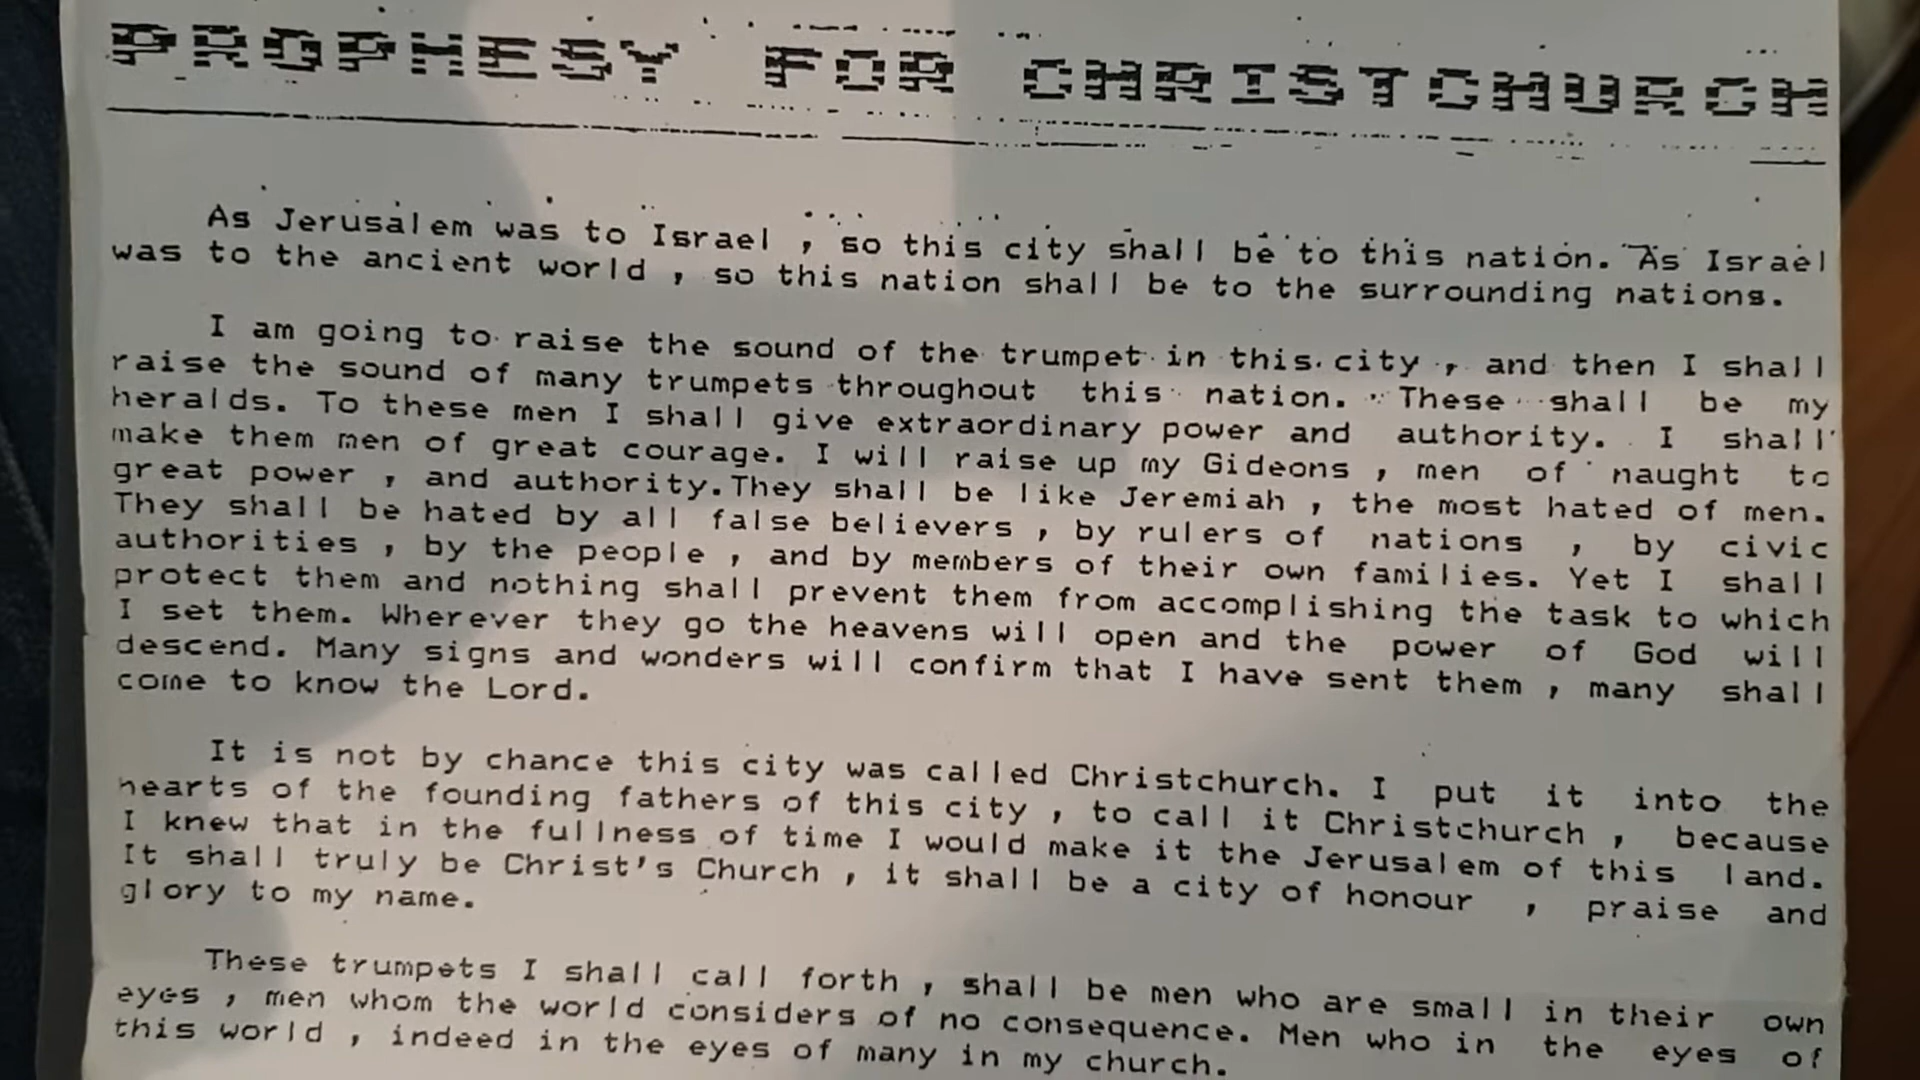 PROPHESY FOR CHRISTCHURCH
As Jerusalem was to Israel , so this city shall be to this nation. As Israel
was to the ancient world , so this nation shall be to the surrounding nations.
I am going to raise the sound of the trumpet in this city , and then I shall
raise the sound of many trumpets throughout this nation. These shall be my
heralds. To these men I shall give extraordinary power and authority. I shall
make them men of great courage. I will raise up my Gideons , men of naught to
great power , and authority.They shall be like Jeremiah , the most hated of men.
They shall be hated by all false believers , by rulers of nations , by civic
authorities , by the people , and by members of their own families. Yet I shall
protect them and nothing shall prevent them from accomplishing the task to which
I set them. Wherever they go the heavens will open and the power of God will
descend. Many signs and wonders will confirm that I have sent them , many shall
come to know the Lord.
It is not by chance this city was called Christchurch. I put it into the
hearts of the founding fathers of this city , to call it Christchurch , because
I knew that in the fullness of time I would make it the Jerusalem of this land.
It shall truly be Christ's Church , it shall be a city of honour , praise and
glory to my name.
These trumpets I shall call forth , shall be men who are small in their own
eyes , men whom the world considers of no consequence. Men who in the eyes of
this world , indeed in the eyes of many in my church.